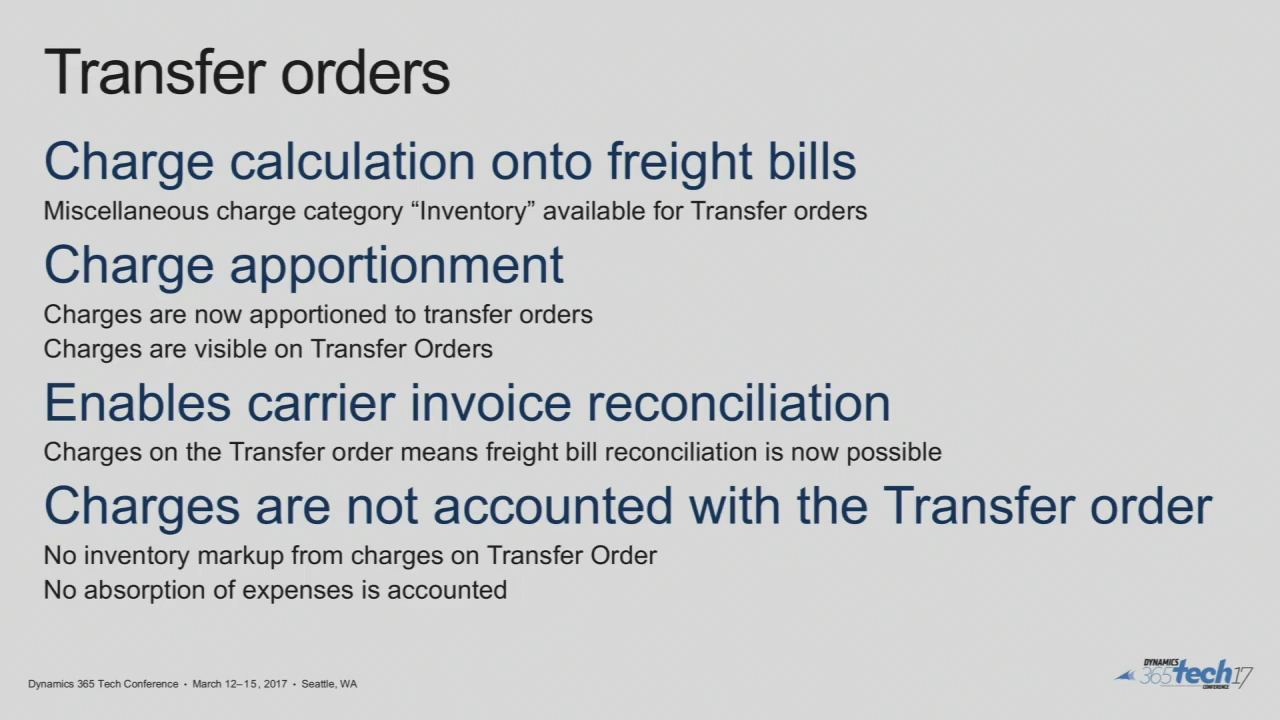 Transfer orders
Charge calculation onto freight bills
Miscellaneous charge category “Inventory” available for Transfer orders
Charge apportionment
Charges are now apportioned to transfer orders
Charges are visible on Transfer Orders
Enables carrier invoice reconciliation
Charges on the Transfer order means freight bill reconciliation is now possible
Charges are not accounted with the Transfer order
No inventory markup from charges on Transfer Order
No absorption of expenses is accounted
Dynamics 365 Tech Conference • March 12–15, 2017 • Seattle, WA
DYNAMICS
365 tech 17
CONFERENCE